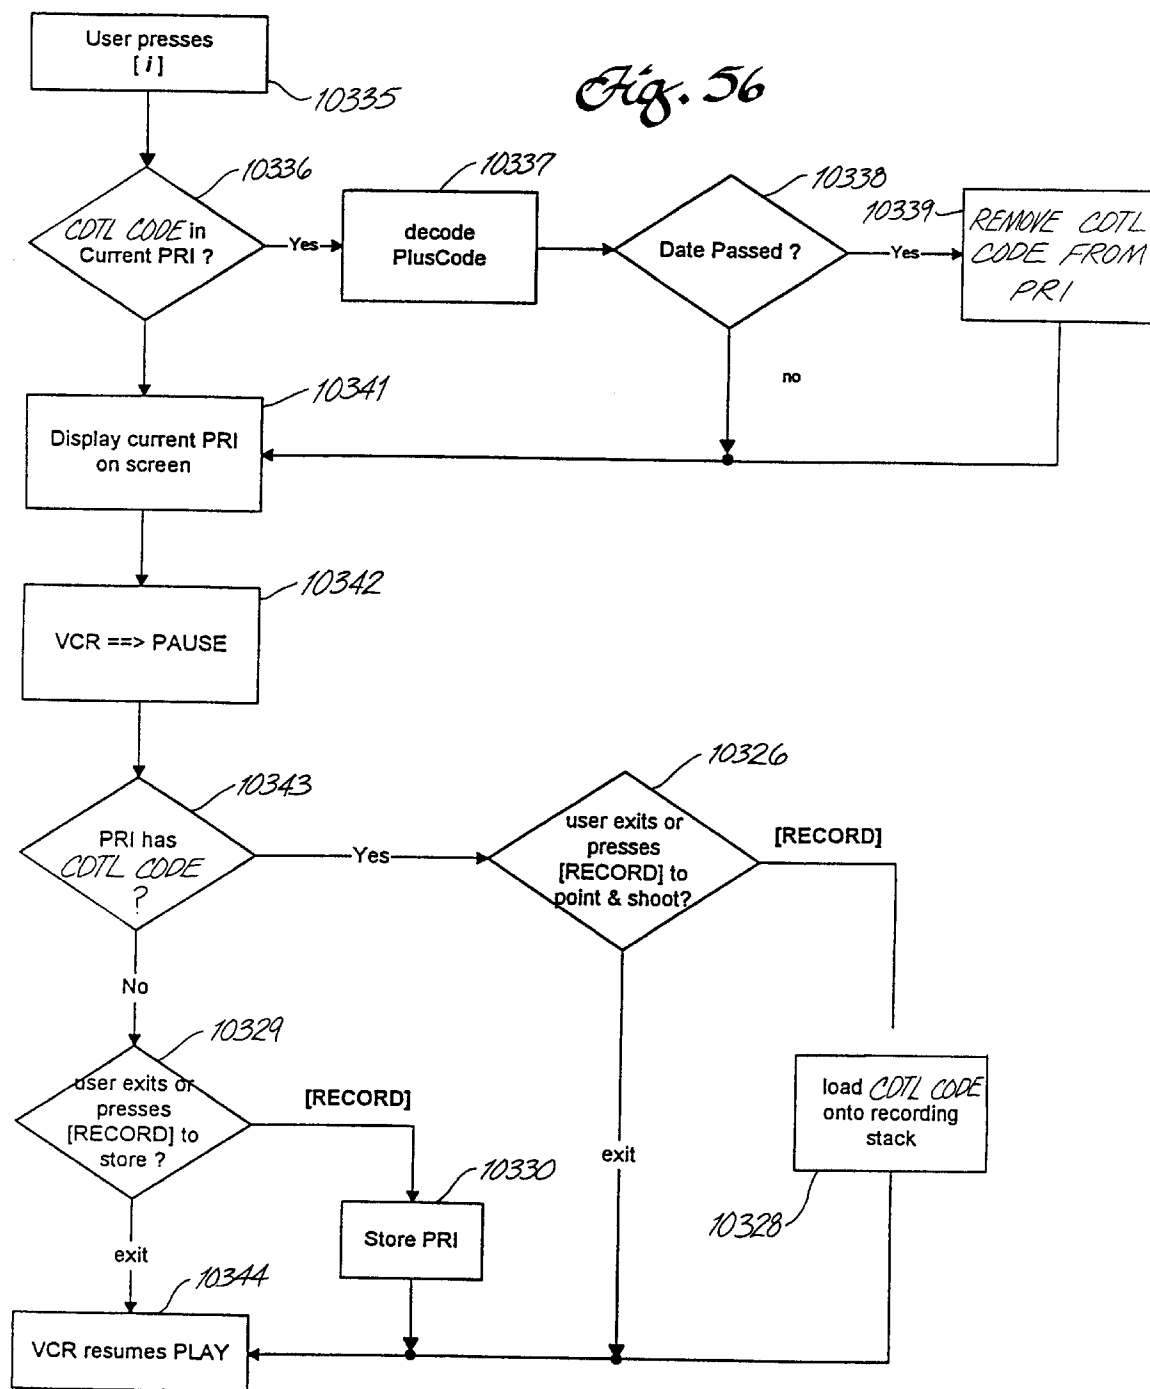 User presses
[ i ]
10335
Fig. 56
10336
CDTL CODE in
Current PRI ?
Yes
10337
decode
PlusCode
10338
Date Passed ?
Yes
10339
REMOVE CDTL
CODE FROM
PRI
no
10341
Display current PRI
on screen
10342
VCR ==> PAUSE
10343
PRI has
CDTL CODE
?
Yes
10326
user exits or
presses
[RECORD] to
point & shoot?
[RECORD]
No
10329
user exits or
presses
[RECORD] to
store ?
[RECORD]
exit
load CDTL CODE
onto recording
stack
10328
10330
Store PRI
exit
10344
VCR resumes PLAY